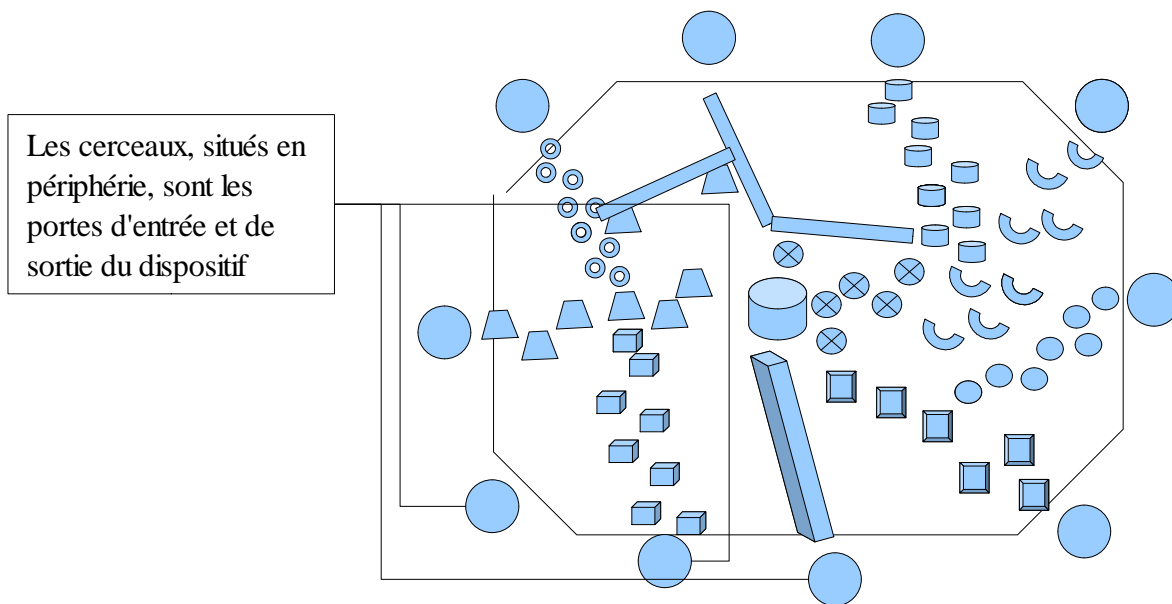 Les cerceaux, situés en
périphérie, sont les
portes d'entrée et de
sortie du dispositif